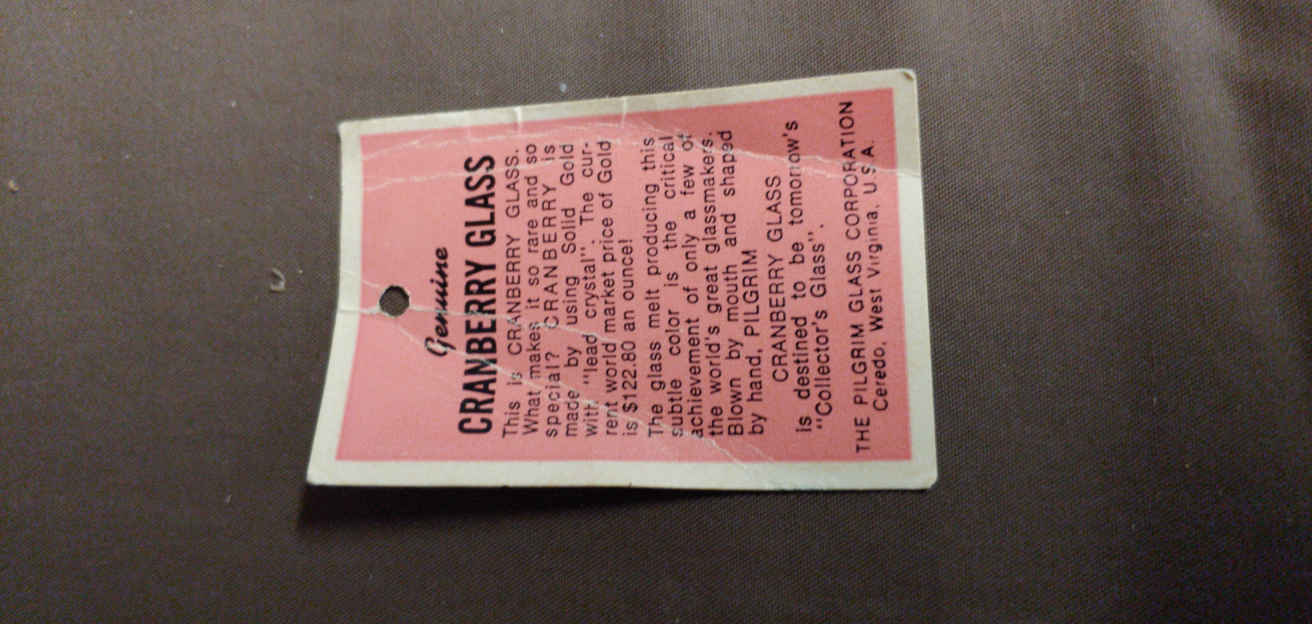 Genuine
CRANBERRY GLASS
This is CRANBERRY GLASS.
What makes it so rare and so
special? CRANBERRY is
made by using Solid Gold
with "lead crystal". The cur-
rent world market price of Gold
is $122.80 an ounce!
The glass melt producing this
subtle color is the critical
achievement of only a few of
the world's great glassmakers.
Blown by mouth and shaped
by hand, PILGRIM
CRANBERRY GLASS
is destined to be tomorrow's
"Collector's Glass".
THE PILGRIM GLASS CORPORATION
Ceredo, West Virginia, U.S.A.